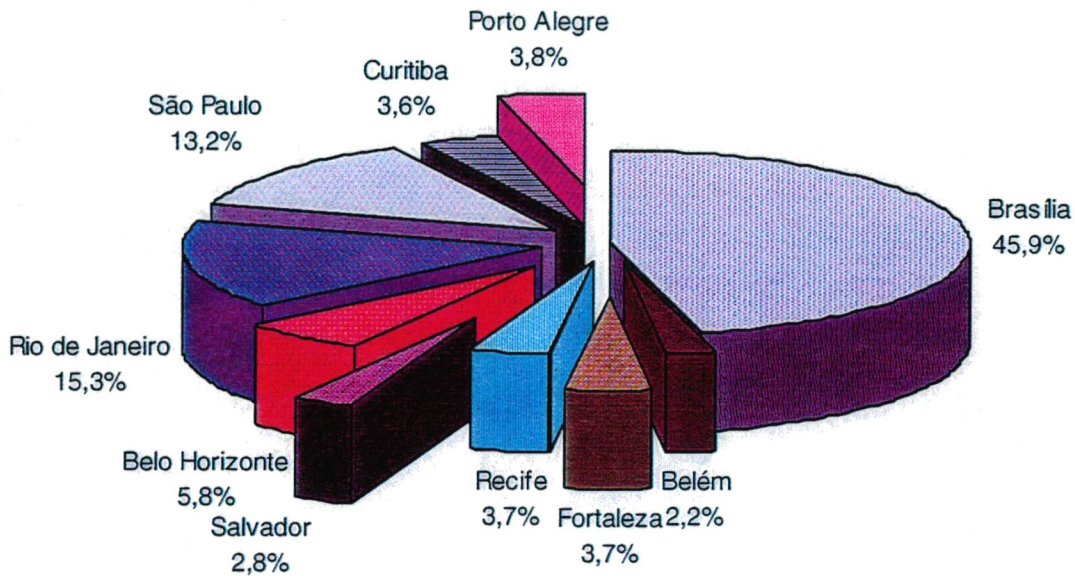 Porto Alegre
3,8%
Curitiba
3,6%
São Paulo
13,2%
Brasília
45,9%
Rio de Janeiro
15,3%
Belo Horizonte
5,8%
Salvador
2,8%
Recife
3,7%
Fortaleza
3,7%
Belém
2,2%